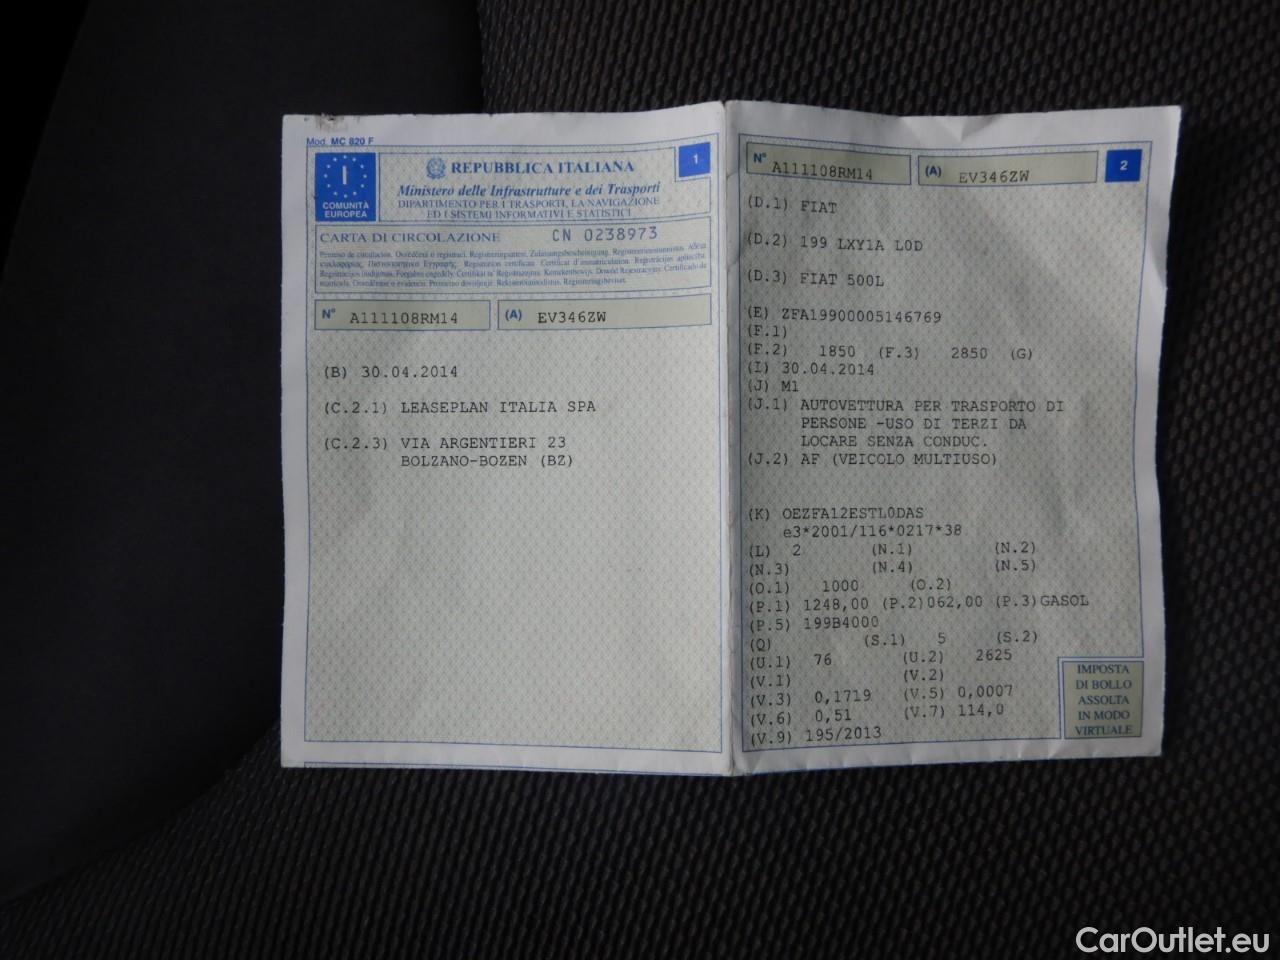 Mod. MC 820 F
I
COMUNITÀ
EUROPEA
REPUBBLICA ITALIANA
1
Ministero delle Infrastrutture e dei Trasporti
DIPARTIMENTO PER I TRASPORTI, LA NAVIGAZIONE
ED I SISTEMI INFORMATIVI E STATISTICI
CARTA DI CIRCOLAZIONE CN 0238973
N° A111108RM14 (A) EV346ZW
(B) 30.04.2014
(C.2.1) LEASEPLAN ITALIA SPA
(C.2.3) VIA ARGENTIERI 23
BOLZANO-BOZEN (BZ)
N° A111108RM14 (A) EV346ZW 2
(D.1) FIAT
(D.2) 199 LXY1A L0D
(D.3) FIAT 500L
(E) ZFA19900005146769
(F.1)
(F.2) 1850 (F.3) 2850 (G)
(I) 30.04.2014
(J) M1
(J.1) AUTOVETTURA PER TRASPORTO DI
PERSONE -USO DI TERZI DA
LOCARE SENZA CONDUC.
(J.2) AF (VEICOLO MULTIUSO)
(K) OEZFA12ESTL0DAS
e3*2001/116*0217*38
(L) 2 (N.1) (N.2)
(N.3) (N.4) (N.5)
(O.1) 1000 (O.2)
(P.1) 1248,00 (P.2)062,00 (P.3)GASOL
(P.5) 199B4000
(Q) (S.1) 5 (S.2)
(U.1) 76 (U.2) 2625
(V.1) (V.2)
(V.3) 0,1719 (V.5) 0,0007
(V.6) 0,51 (V.7) 114,0
(V.9) 195/2013
IMPOSTA
DI BOLLO
ASSOLTA
IN MODO
VIRTUALE
CarOutlet.eu